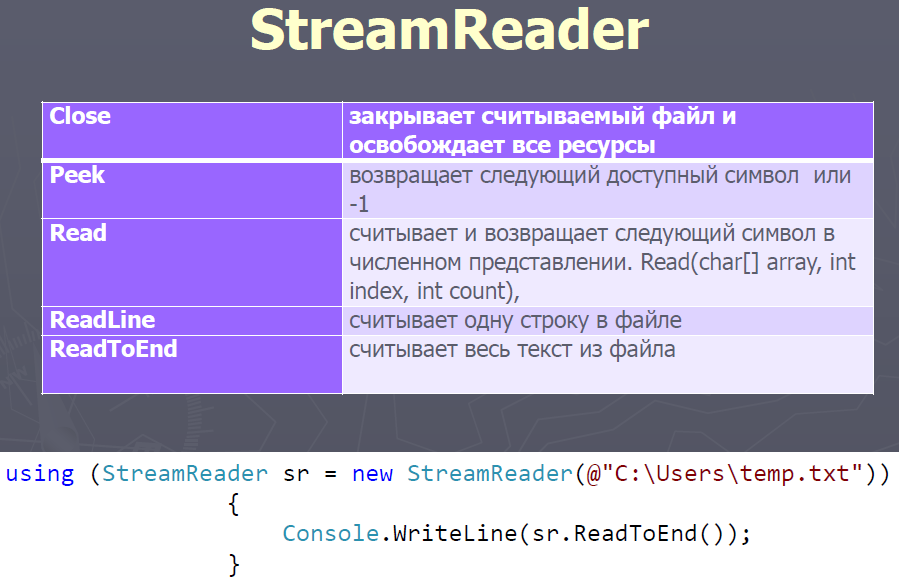 StreamReader
Close
закрывает считываемый файл и
освобождает все ресурсы
Peek
возвращает следующий доступный символ или
-1
Read
считывает и возвращает следующий символ в
численном представлении. Read(char[] array, int
index, int count),
ReadLine
считывает одну строку в файле
ReadToEnd
считывает весь текст из файла
using (StreamReader sr = new StreamReader(@"C:\Users\temp.txt"))
{
Console.WriteLine(sr.ReadToEnd());
}